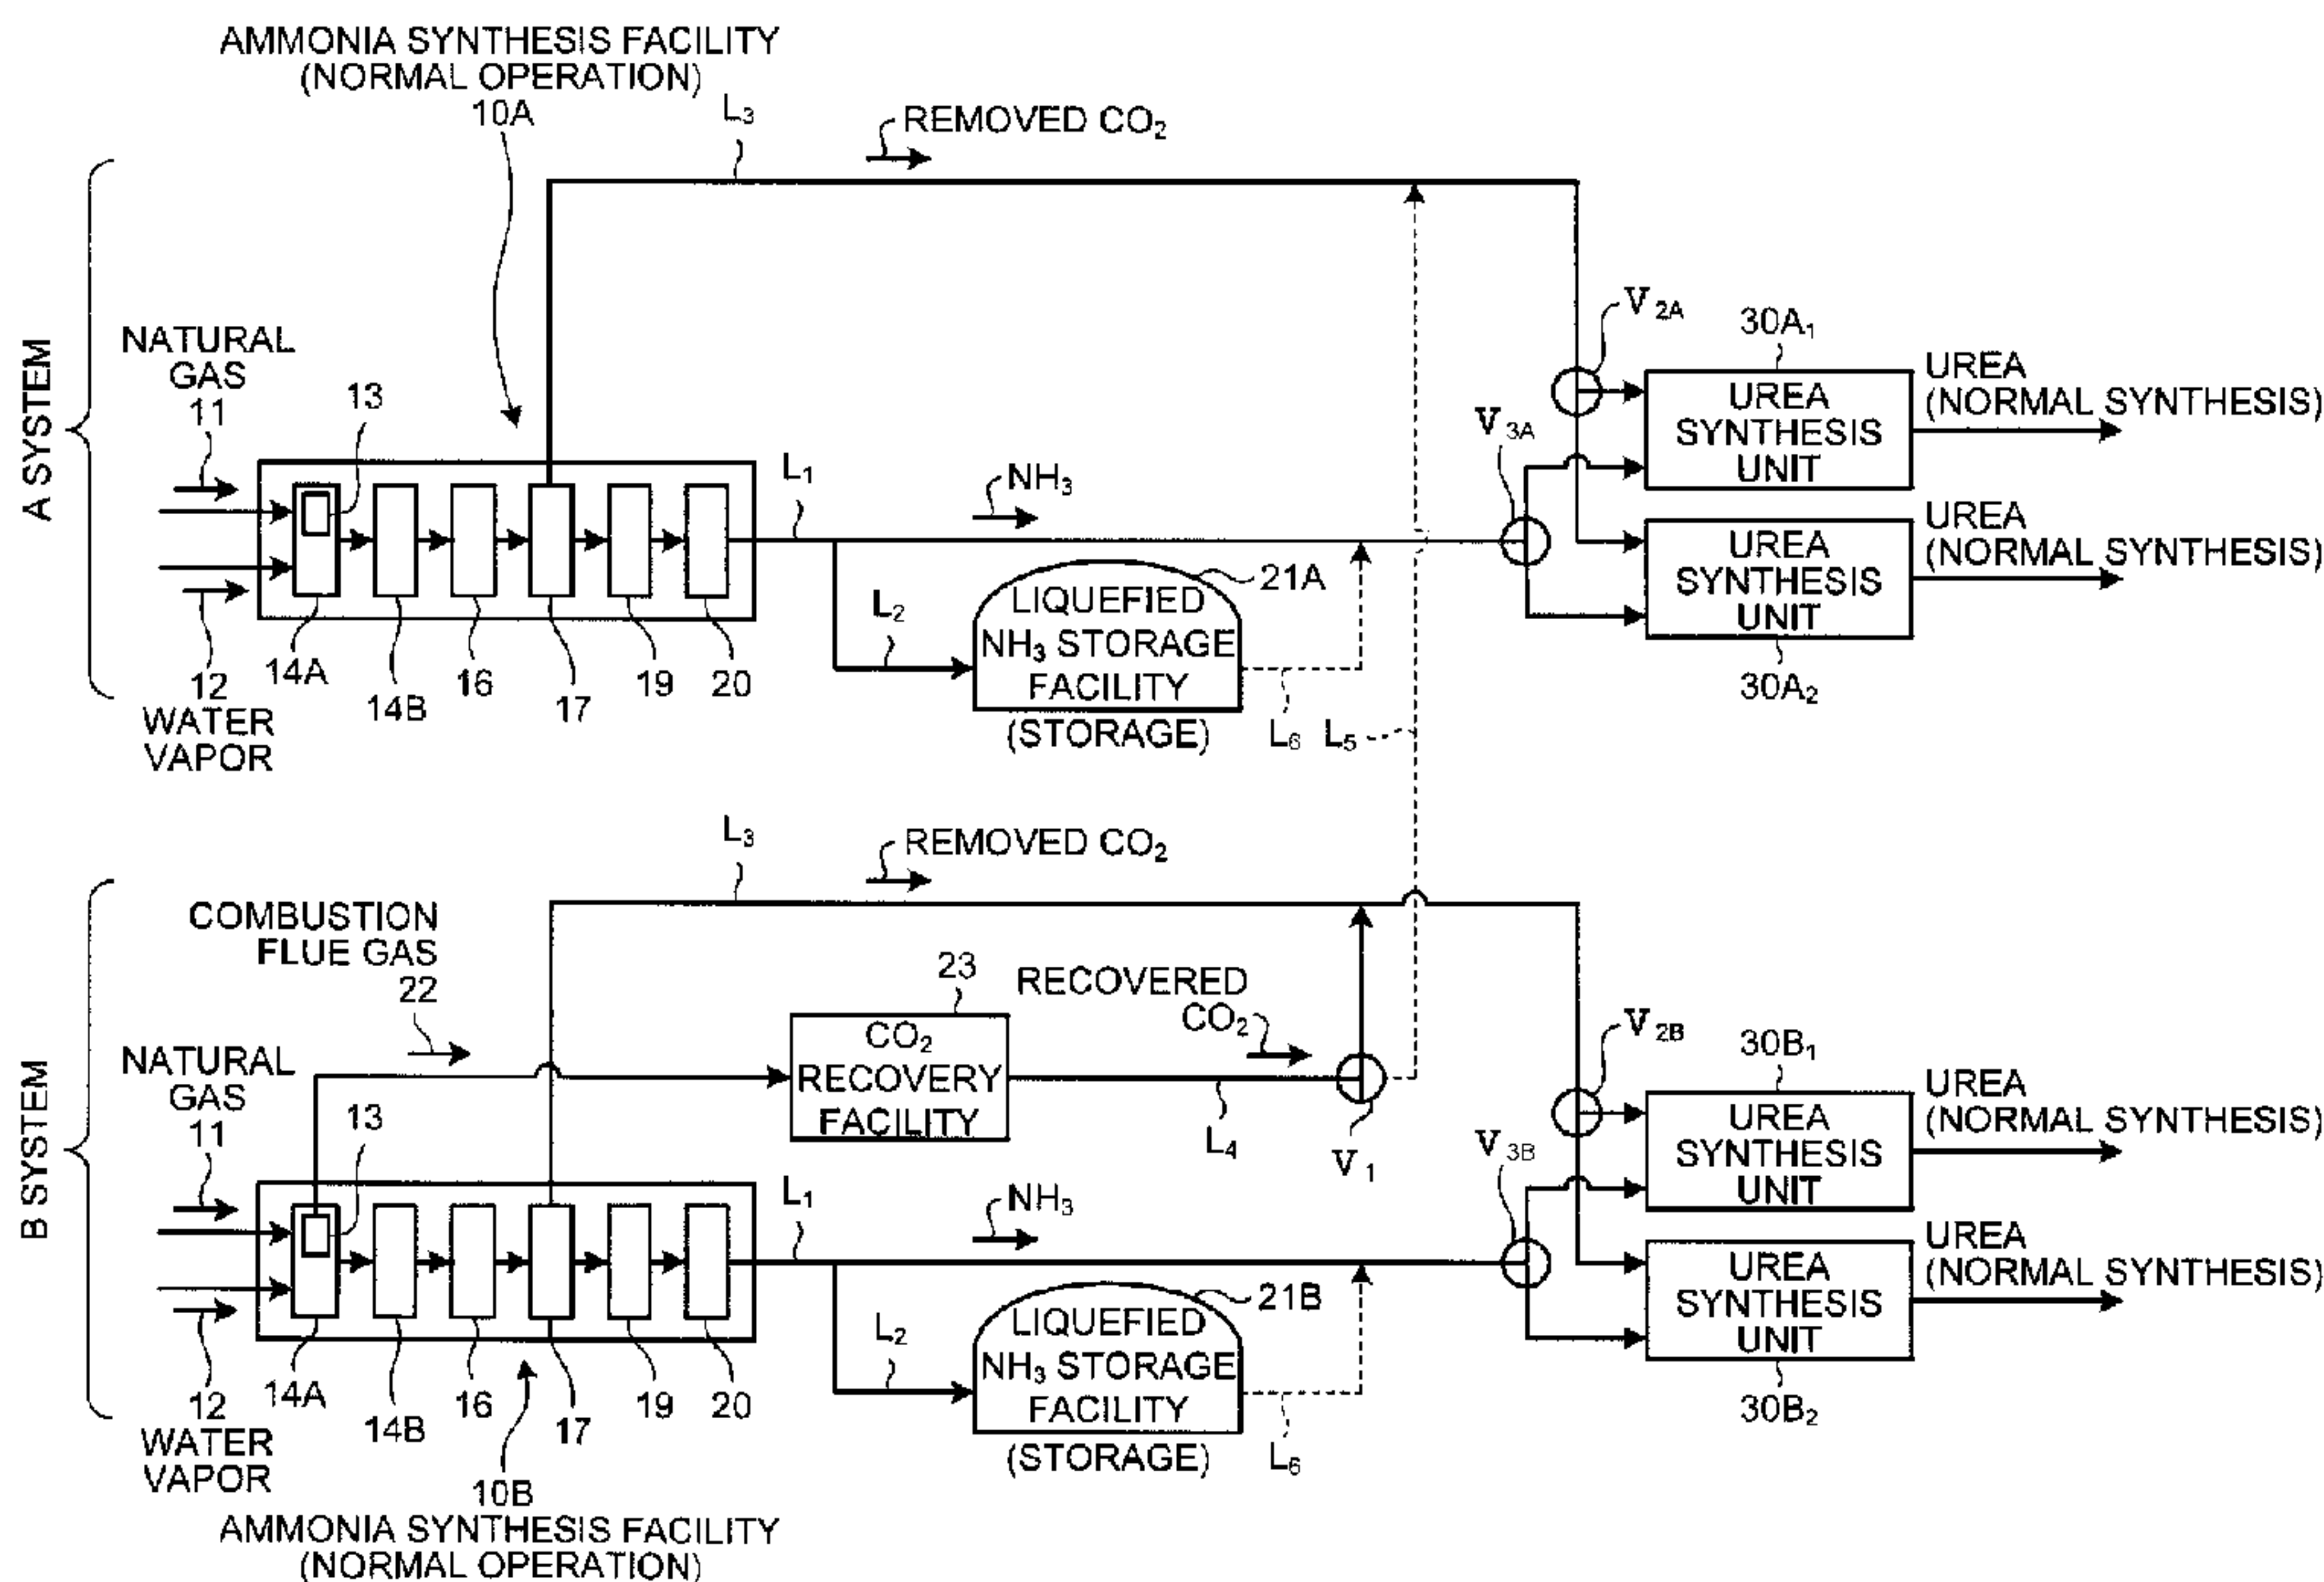 AMMONIA SYNTHESIS FACILITY
(NORMAL OPERATION)
10A
L3
REMOVED CO2
A SYSTEM
NATURAL
GAS
11
13
12
WATER
VAPOR
14A
14B
16
17
19
20
L1
NH3
L2
21A
LIQUEFIED
NH3 STORAGE
FACILITY
(STORAGE)
L6
L5
V2A
V3A
30A1
UREA
SYNTHESIS
UNIT
UREA
(NORMAL SYNTHESIS)
UREA
SYNTHESIS
UNIT
30A2
UREA
(NORMAL SYNTHESIS)
B SYSTEM
L3
REMOVED CO2
COMBUSTION
FLUE GAS
22
23
CO2
RECOVERY
FACILITY
RECOVERED
CO2
L4
V1
NATURAL
GAS
11
13
12
WATER
VAPOR
14A
14B
16
17
19
20
10B
AMMONIA SYNTHESIS FACILITY
(NORMAL OPERATION)
L1
NH3
L2
21B
LIQUEFIED
NH3 STORAGE
FACILITY
(STORAGE)
L6
V2B
V3B
30B1
UREA
SYNTHESIS
UNIT
UREA
(NORMAL SYNTHESIS)
UREA
SYNTHESIS
UNIT
30B2
UREA
(NORMAL SYNTHESIS)